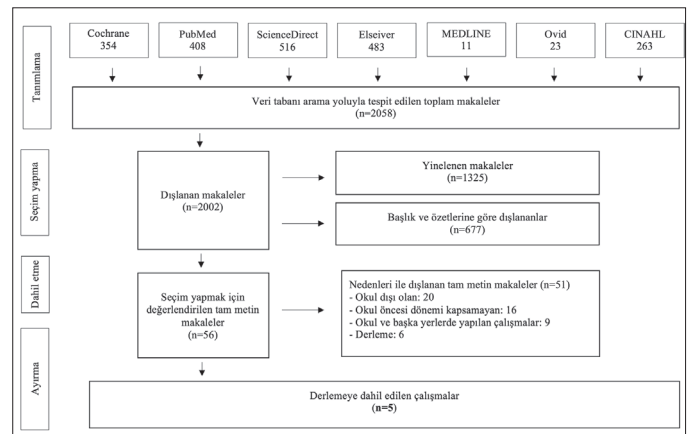 Cochrane
354
PubMed
408
ScienceDirect
516
Elseiver
483
MEDLINE
11
Ovid
23
CINAHL
263
Tanımlama
Veri tabanı arama yoluyla tespit edilen toplam makaleler
(n=2058)
Seçim yapma
Dışlanan makaleler
(n=2002)
Yinelenen makaleler
(n=1325)
Başlık ve özetlerine göre dışlananlar
(n=677)
Dahil etme
Seçim yapmak için
değerlendirilen tam metin
makaleler
(n=56)
Nedenleri ile dışlanan tam metin makaleler (n=51)
- Okul dışı olan: 20
- Okul öncesi dönemi kapsamayan: 16
- Okul ve başka yerlerde yapılan çalışmalar: 9
- Derleme: 6
Ayırma
Derlemeye dahil edilen çalışmalar
(n=5)